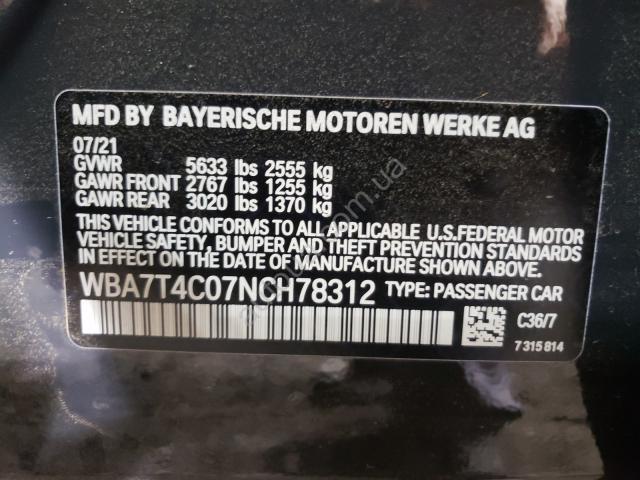 MFD BY BAYERISCHE MOTOREN WERKE AG
07/21
GVWR 5633 lbs 2555 kg
GAWR FRONT 2767 lbs 1255 kg
GAWR REAR 3020 lbs 1370 kg
THIS VEHICLE CONFORMS TO ALL APPLICABLE U.S.FEDERAL MOTOR
VEHICLE SAFETY, BUMPER AND THEFT PREVENTION STANDARDS
IN EFFECT ON THE DATE OF MANUFACTURE SHOWN ABOVE.
WBA7T4C07NCH78312 TYPE: PASSENGER CAR
C36/7
7 315 814